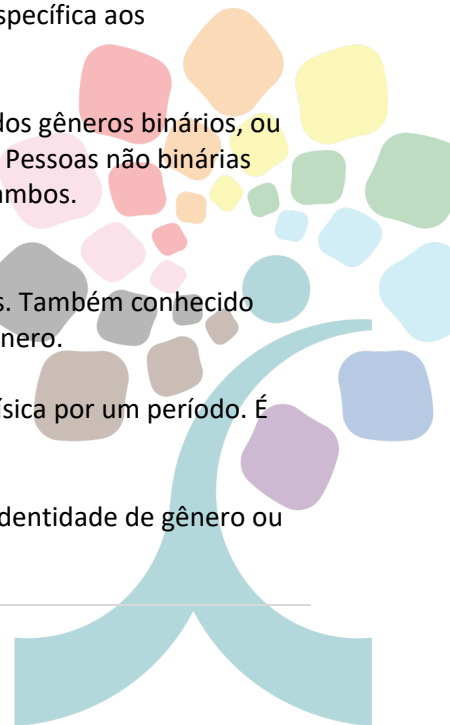 specífica aos
dos gêneros binários, ou
Pessoas não binárias
ambos.
s. Também conhecido
nero.
ísica por um período. É
identidade de gênero ou